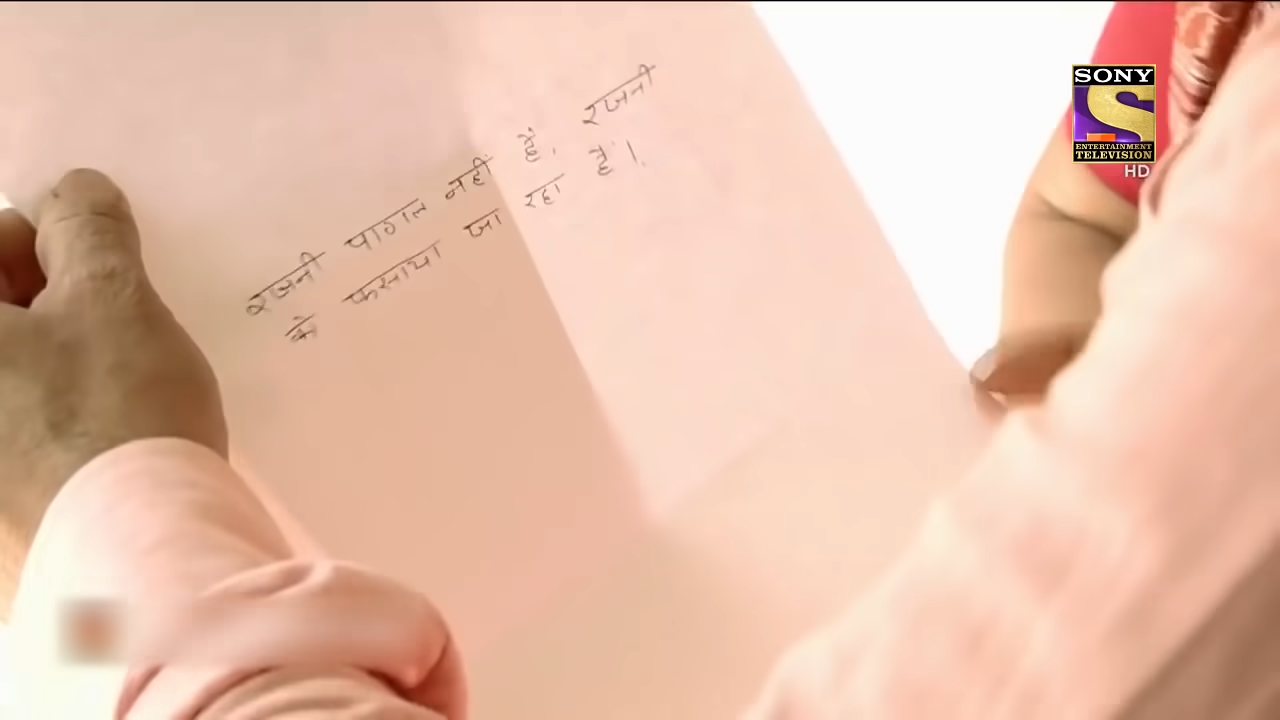 रजनी पागल नहीं है. रजनी
को फसाया जा रहा है।.
SONY
ENTERTAINMENT
TELEVISION
HD